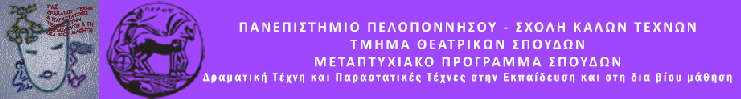 ΠΑΝΕΠΙΣΤΗΜΙΟ ΠΕΛΟΠΟΝΝΗΣΟΥ - ΣΧΟΛΗ ΚΑΛΩΝ ΤΕΧΝΩΝ
ΤΜΗΜΑ ΘΕΑΤΡΙΚΩΝ ΣΠΟΥΔΩΝ
ΜΕΤΑΠΤΥΧΙΑΚΟ ΠΡΟΓΡΑΜΜΑ ΣΠΟΥΔΩΝ
Δραματική Τέχνη και Παραστατικές Τέχνες στην Εκπαίδευση και στη δια βίου μάθηση